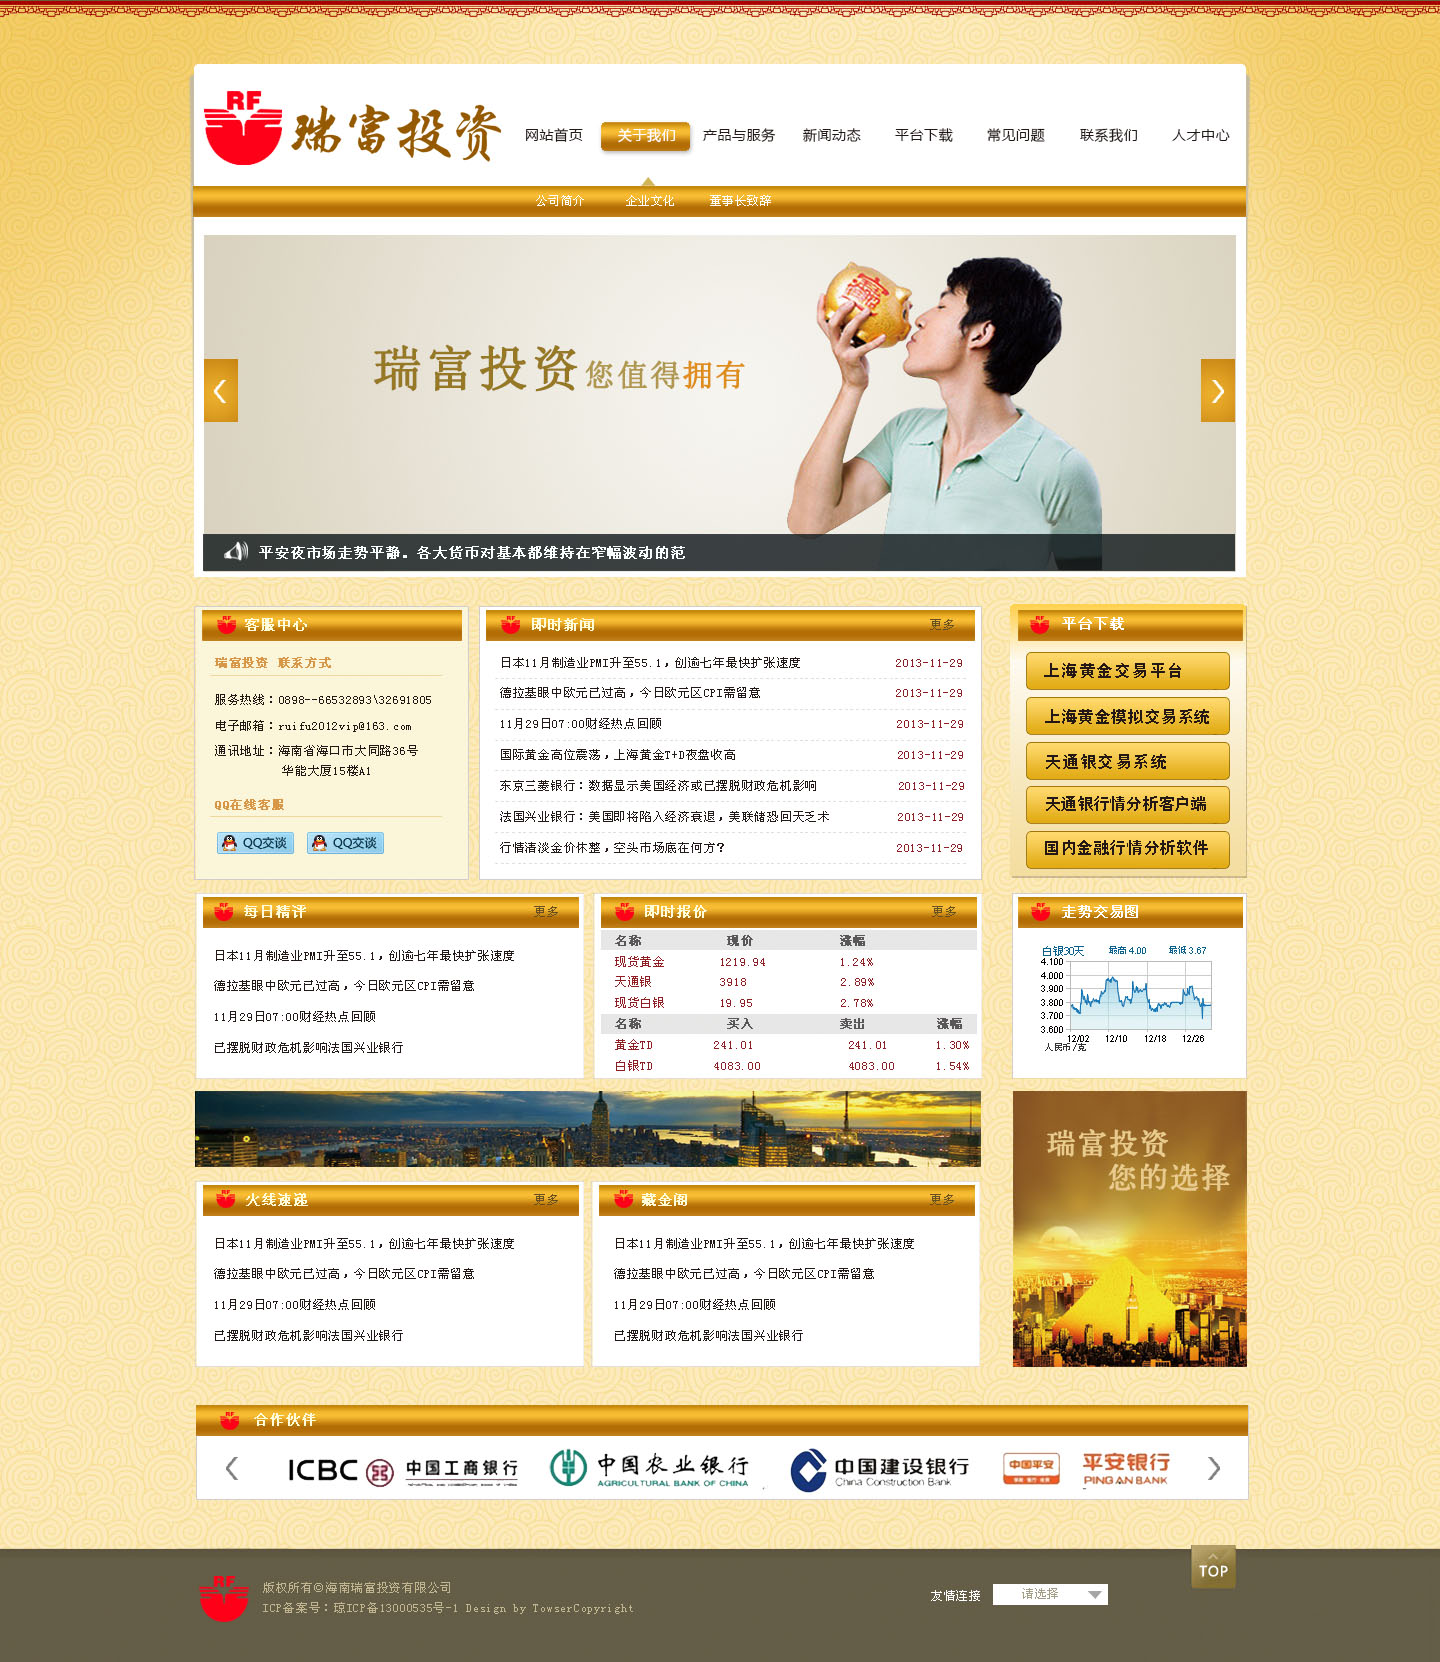 RF 瑞富投资
网站首页 关于我们 产品与服务 新闻动态 平台下载 常见问题 联系我们 人才中心
公司简介 企业文化 董事长致辞
瑞富投资您值得拥有
平安夜市场走势平静。各大货币对基本都维持在窄幅波动的范
RF 客服中心
瑞富投资 联系方式
服务热线：0898--66532893\32691805
电子邮箱：ruifu2012vip@163.com
通讯地址：海南省海口市大同路36号
华能大厦15楼A1
QQ在线客服
QQ交谈 QQ交谈
RF 即时新闻 更多
日本11月制造业PMI升至55.1，创逾七年最快扩张速度 2013-11-29
德拉基眼中欧元已过高，今日欧元区CPI需留意 2013-11-29
11月29日07:00财经热点回顾 2013-11-29
国际黄金高位震荡，上海黄金T+D夜盘收高 2013-11-29
东京三菱银行：数据显示美国经济或已摆脱财政危机影响 2013-11-29
法国兴业银行：美国即将陷入经济衰退，美联储恐回天乏术 2013-11-29
行情清淡金价休整，空头市场底在何方？ 2013-11-29
RF 平台下载
上海黄金交易平台
上海黄金模拟交易系统
天通银交易系统
天通银行情分析客户端
国内金融行情分析软件
RF 每日精评 更多
日本11月制造业PMI升至55.1，创逾七年最快扩张速度
德拉基眼中欧元已过高，今日欧元区CPI需留意
11月29日07:00财经热点回顾
已摆脱财政危机影响法国兴业银行
RF 即时报价 更多
名称 现价 涨幅
现货黄金 1219.94 1.24%
天通银 3918 2.89%
现货白银 19.95 2.78%
名称 买入 卖出 涨幅
黄金TD 241.01 241.01 1.30%
白银TD 4083.00 4083.00 1.54%
RF 走势交易图
白银30天 最高 4.00 最低 3.67
4.100
4.000
3.900
3.800
3.700
3.600
12/02 12/10 12/18 12/26
人民币/克
瑞富投资
您的选择
RF 火线速递 更多
日本11月制造业PMI升至55.1，创逾七年最快扩张速度
德拉基眼中欧元已过高，今日欧元区CPI需留意
11月29日07:00财经热点回顾
已摆脱财政危机影响法国兴业银行
RF 藏金阁 更多
日本11月制造业PMI升至55.1，创逾七年最快扩张速度
德拉基眼中欧元已过高，今日欧元区CPI需留意
11月29日07:00财经热点回顾
已摆脱财政危机影响法国兴业银行
RF 合作伙伴
ICBC 中国工商银行
中国农业银行
AGRICULTURAL BANK OF CHINA
中国建设银行
China Construction Bank
中国平安
平安银行
PING AN BANK
TOP
RF
版权所有©海南瑞富投资有限公司
ICP备案号：琼ICP备13000535号-1 Design by TowserCopyright
友情连接 请选择